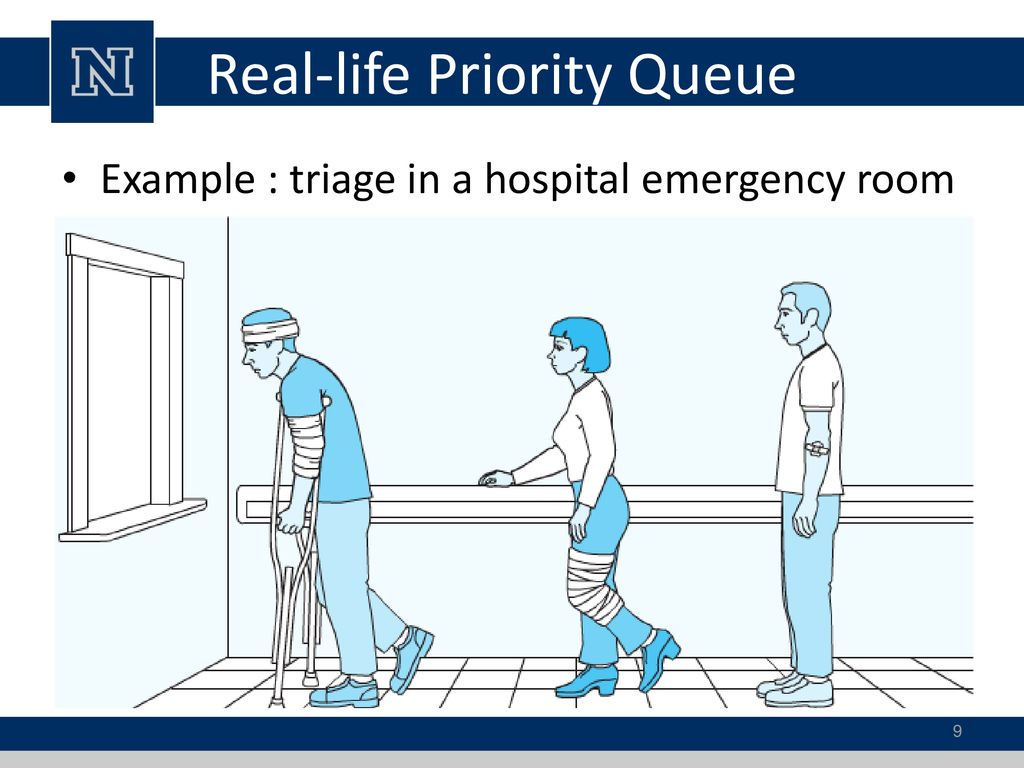 N
Real-life Priority Queue
• Example : triage in a hospital emergency room
9